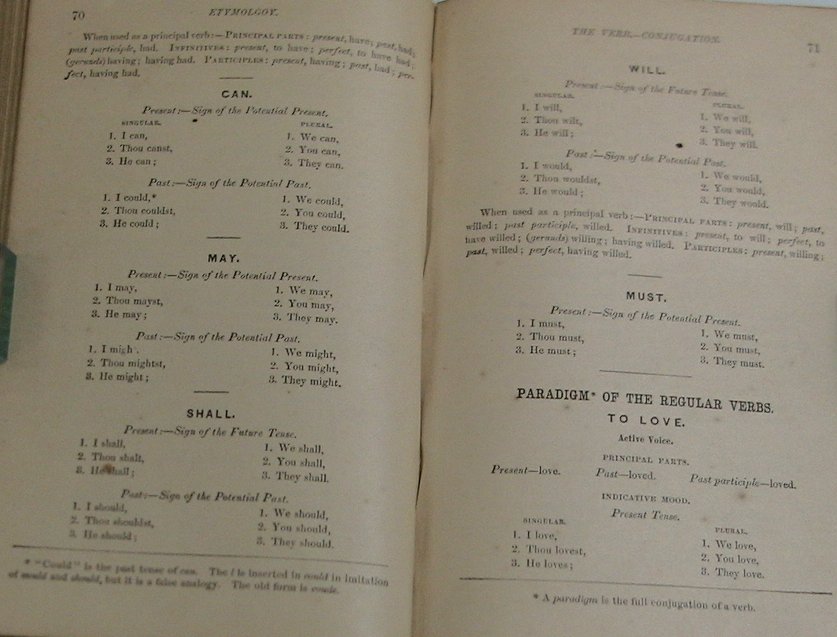 70
ETYMOLGOY.
When used as a principal verb:—PRINCIPAL PARTS: present, have; past, had;
past participle, had. INFINITIVES: present, to have; perfect, to have had;
(gerunds) having; having had. PARTICIPLES: present, having; past, had; per-
fect, having had.
CAN.
Present:—Sign of the Potential Present.
SINGULAR. PLURAL.
1. I can, 1. We can,
2. Thou canst, 2. You can,
3. He can; 3. They can.
Past:—Sign of the Potential Past.
1. I could,* 1. We could,
2. Thou couldst, 2. You could,
3. He could; 3. They could.
MAY.
Present:—Sign of the Potential Present.
1. I may, 1. We may,
2. Thou mayst, 2. You may,
3. He may; 3. They may.
Past:—Sign of the Potential Past.
1. I might, 1. We might,
2. Thou mightst, 2. You might,
3. He might; 3. They might.
SHALL.
Present:—Sign of the Future Tense.
1. I shall, 1. We shall,
2. Thou shalt, 2. You shall,
3. He shall; 3. They shall.
Past:—Sign of the Potential Past.
1. I should, 1. We should,
2. Thou shouldst, 2. You should,
3. He should; 3. They should.
* "Could" is the past tense of can. The l is inserted in could in imitation
of would and should, but it is a false analogy. The old form is coude.
THE VERB.—CONJUGATION.
71
WILL.
Present:—Sign of the Future Tense.
SINGULAR. PLURAL.
1. I will, 1. We will,
2. Thou wilt, 2. You will,
3. He will; 3. They will.
Past:—Sign of the Potential Past.
1. I would, 1. We would,
2. Thou wouldst, 2. You would,
3. He would; 3. They would.
When used as a principal verb:—PRINCIPAL PARTS: present, will; past,
willed; past participle, willed. INFINITIVES: present, to will; perfect, to
have willed; (gerunds) willing; having willed. PARTICIPLES: present, willing;
past, willed; perfect, having willed.
MUST.
Present:—Sign of the Potential Present.
1. I must, 1. We must,
2. Thou must, 2. You must,
3. He must; 3. They must.
PARADIGM* OF THE REGULAR VERBS.
TO LOVE.
Active Voice.
PRINCIPAL PARTS.
Present—love. Past—loved. Past participle—loved.
INDICATIVE MOOD.
Present Tense.
SINGULAR. PLURAL.
1. I love, 1. We love,
2. Thou lovest, 2. You love,
3. He loves; 3. They love.
* A paradigm is the full conjugation of a verb.